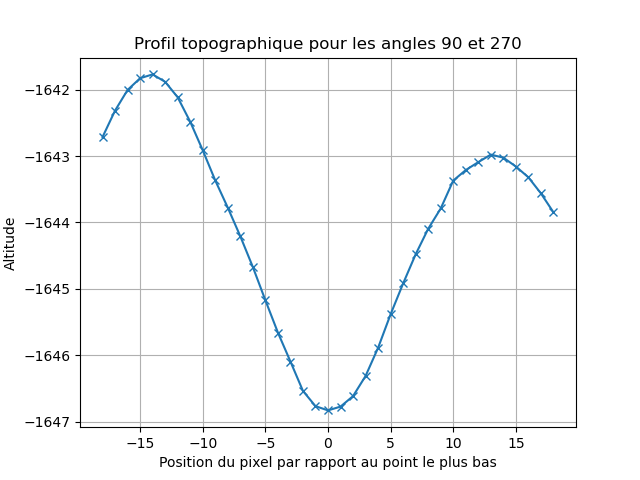 Profil topographique pour les angles 90 et 270
−1642
−1643
−1644
−1645
−1646
−1647
Altitude
−15 −10 −5 0 5 10 15
Position du pixel par rapport au point le plus bas